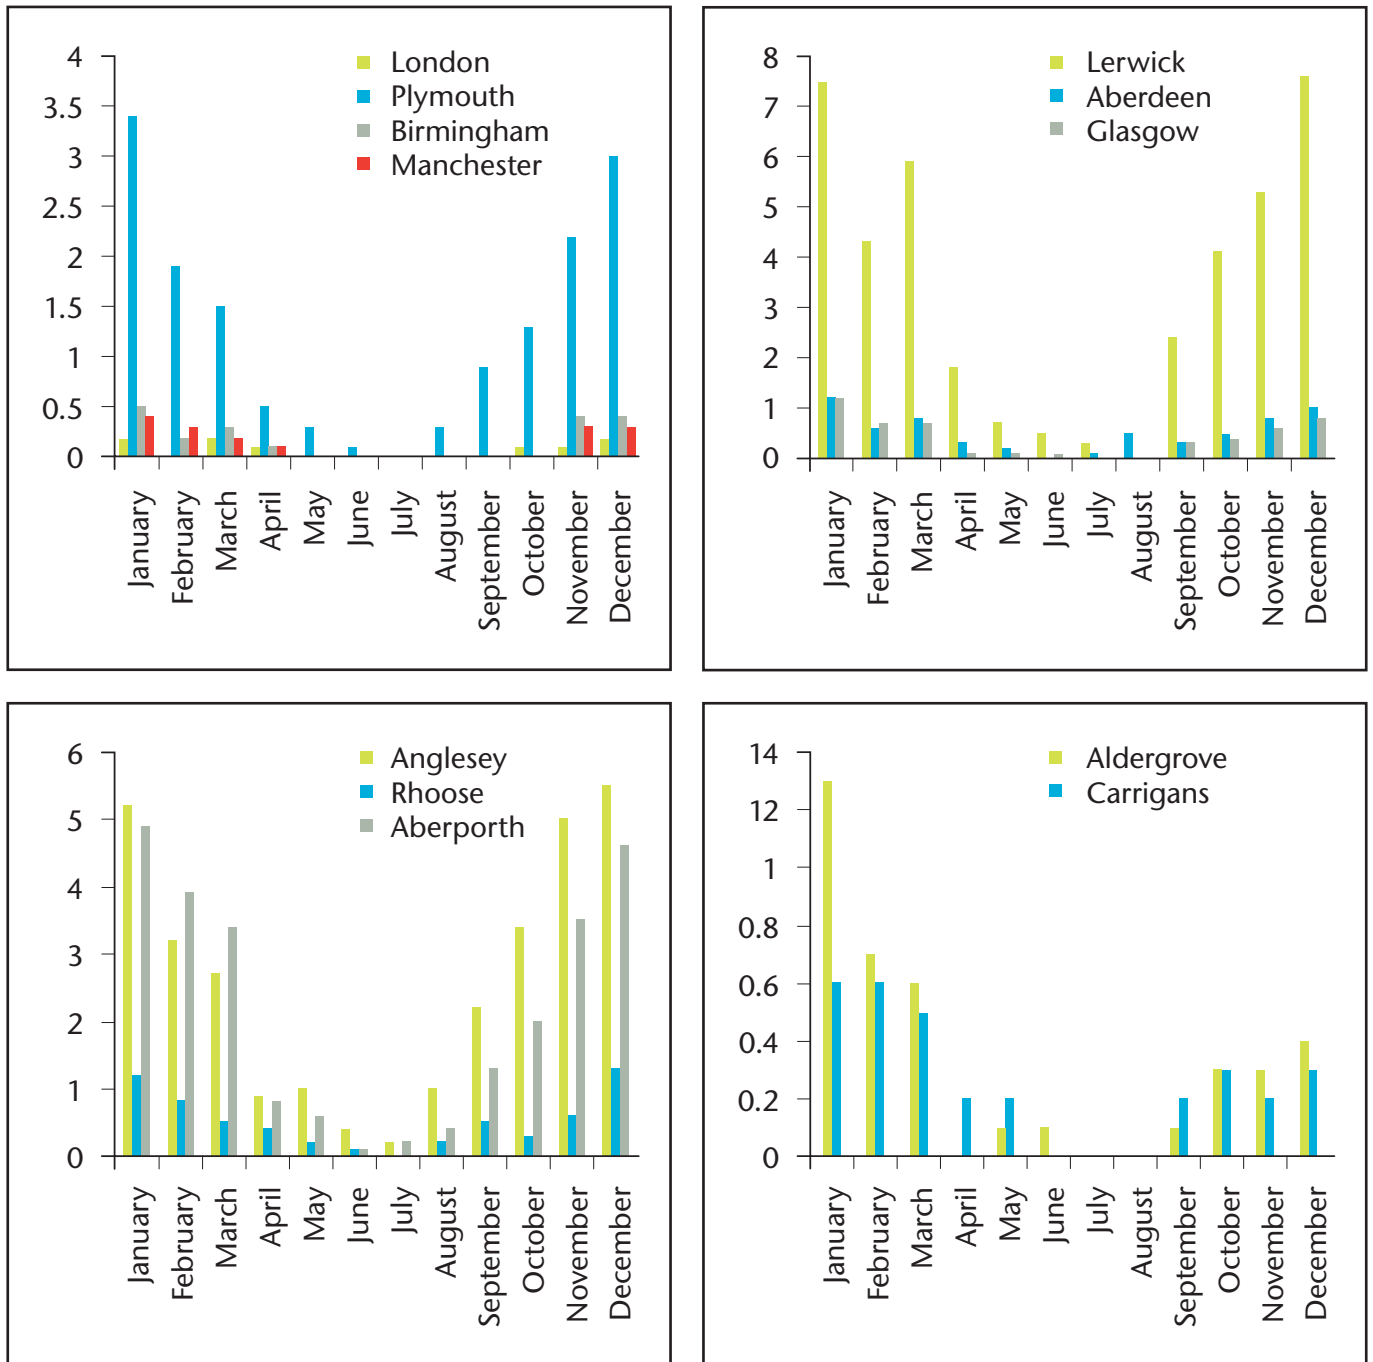 4
3.5
3
2.5
2
1.5
1
0.5
0
London
Plymouth
Birmingham
Manchester
January
February
March
April
May
June
July
August
September
October
November
December
8
7
6
5
4
3
2
1
0
Lerwick
Aberdeen
Glasgow
January
February
March
April
May
June
July
August
September
October
November
December
6
5
4
3
2
1
0
Anglesey
Rhoose
Aberporth
January
February
March
April
May
June
July
August
September
October
November
December
14
12
1
0.8
0.6
0.4
0.2
0
Aldergrove
Carrigans
January
February
March
April
May
June
July
August
September
October
November
December